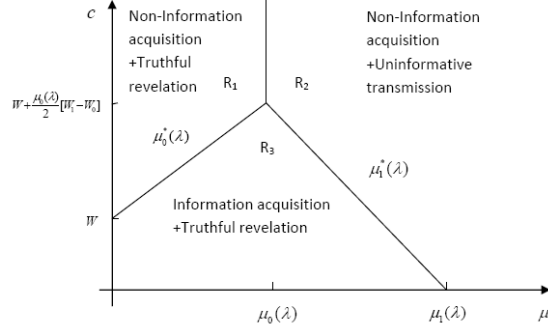 c
Non-Information
acquisition
+Truthful
revelation
R₁
Non-Information
acquisition
+Uninformative
transmission
R₂
W+\frac{μ₀(λ)}{2}[W₁−W₀]
μ₀*(λ)
R₃
μ₁*(λ)
Information acquisition
+Truthful revelation
W
μ₀(λ)
μ₁(λ)
μ